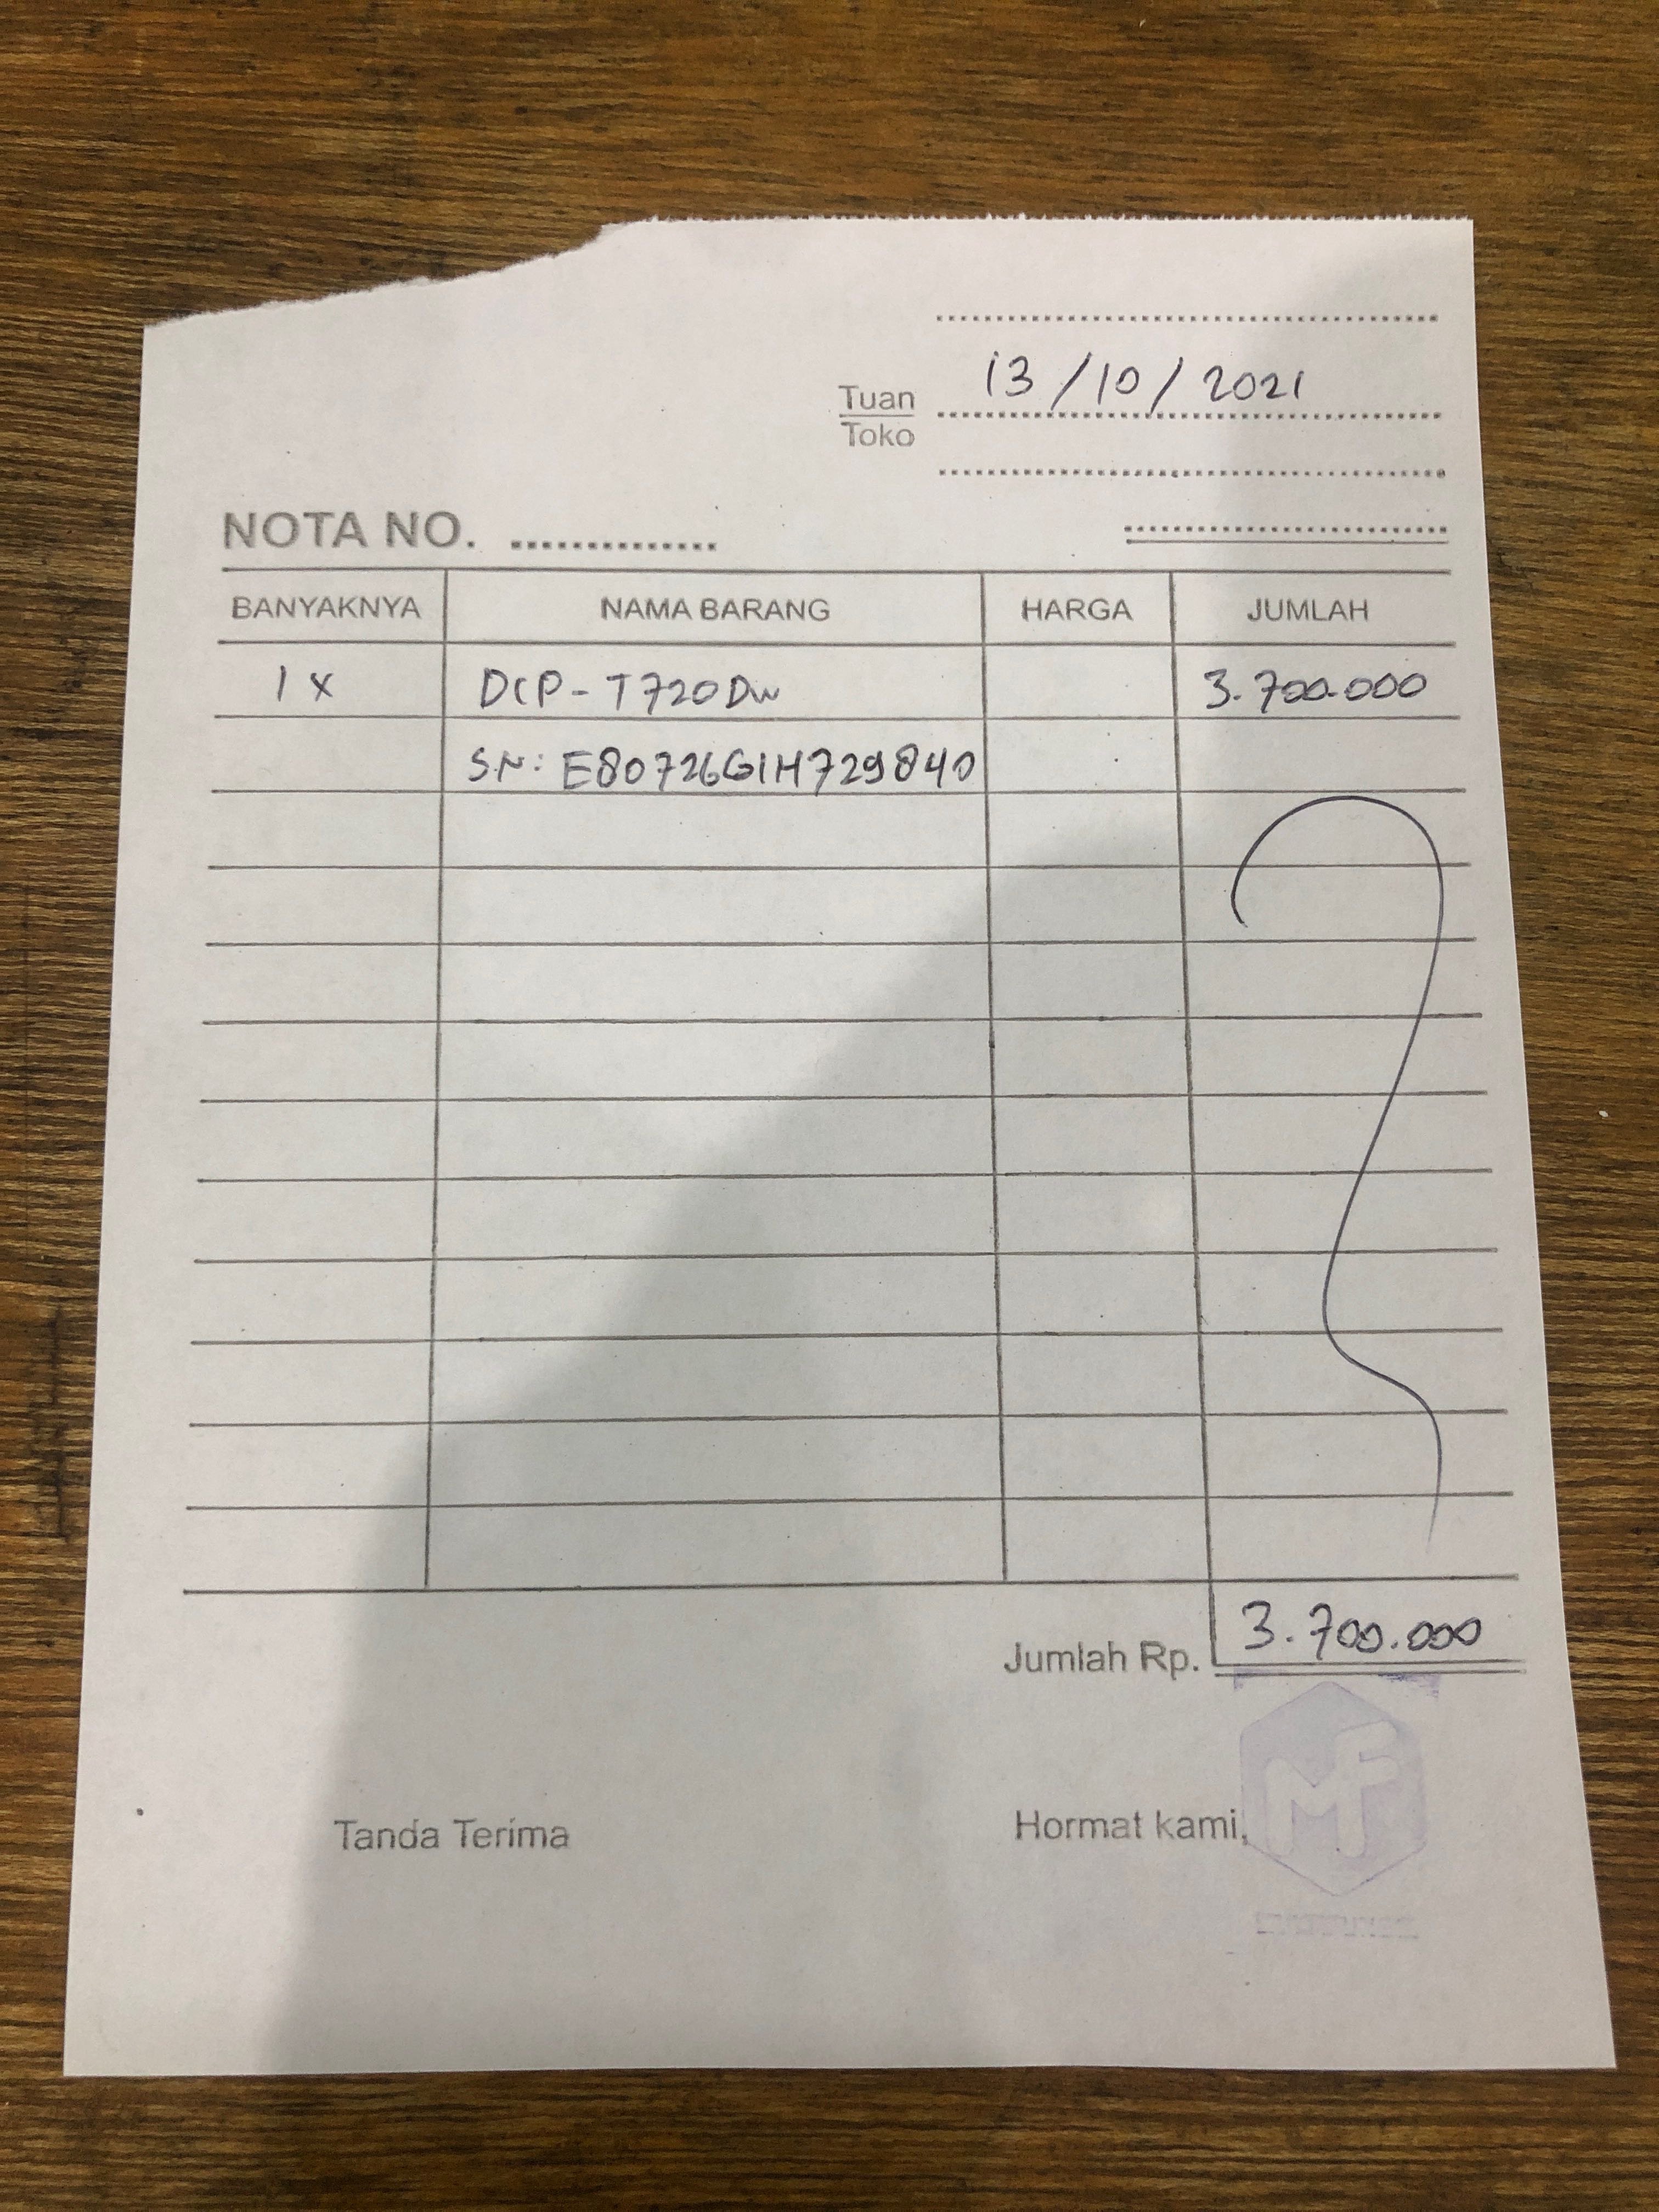 13/10/2021
Tuan
Toko
NOTA NO.
BANYAKNYA NAMA BARANG HARGA JUMLAH
1 x DCP-T720DW 3.700.000
SN: E80726G1H729840
Jumlah Rp. 3.700.000
Tanda Terima Hormat kami,
MF